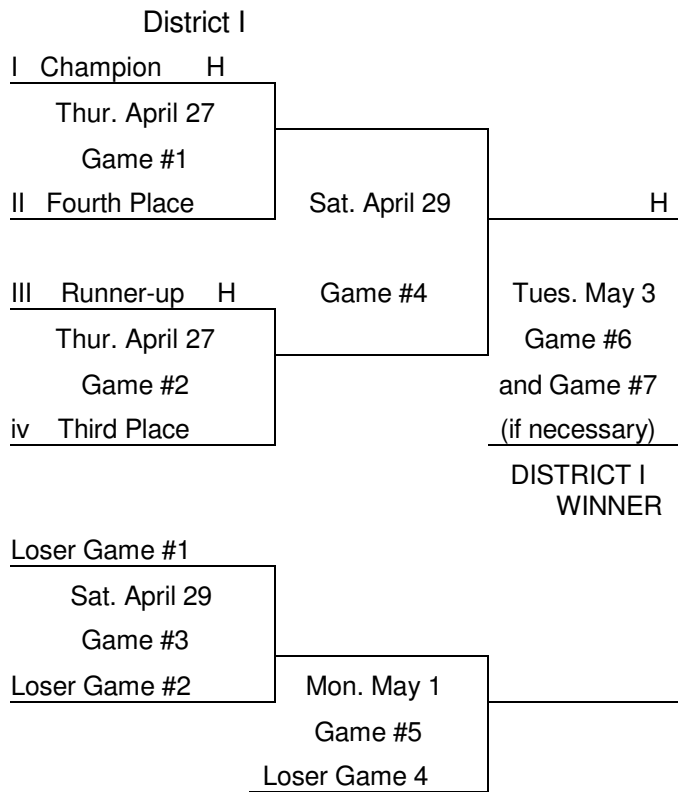 District I
I Champion H
Thur. April 27
Game #1
II Fourth Place
Sat. April 29
H
III Runner-up H
Game #4
Tues. May 3
Thur. April 27
Game #6
Game #2
and Game #7
iv Third Place
(if necessary)
DISTRICT I
WINNER
Loser Game #1
Sat. April 29
Game #3
Loser Game #2
Mon. May 1
Game #5
Loser Game 4